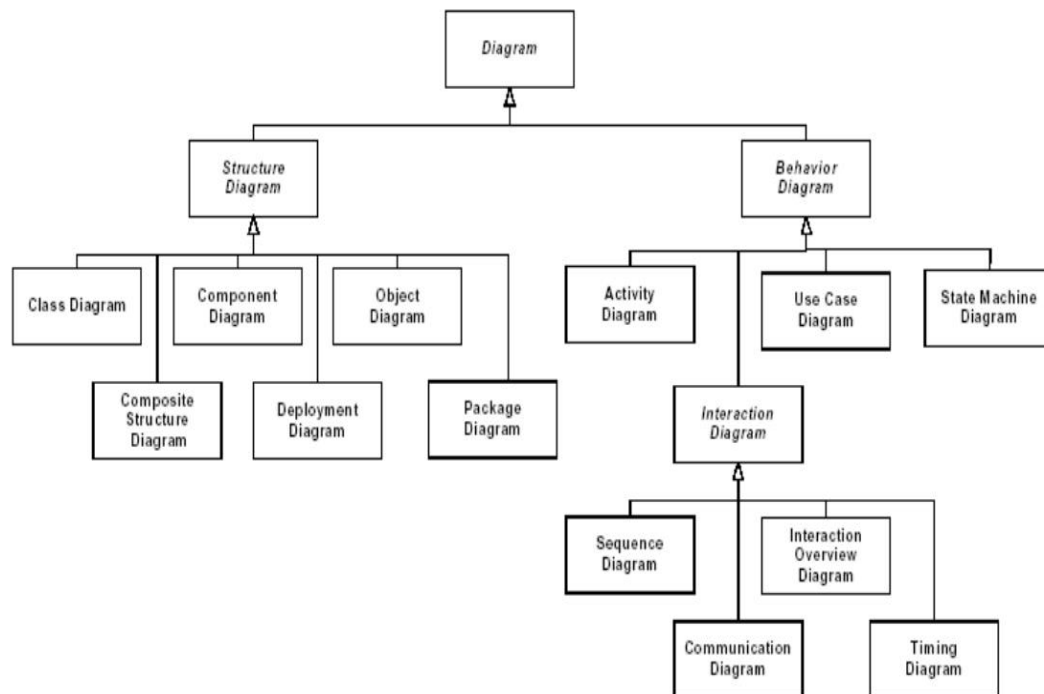 Diagram
Structure
Diagram
Behavior
Diagram
Class Diagram
Component
Diagram
Object
Diagram
Activity
Diagram
Use Case
Diagram
State Machine
Diagram
Composite
Structure
Diagram
Deployment
Diagram
Package
Diagram
Interaction
Diagram
Sequence
Diagram
Interaction
Overview
Diagram
Communication
Diagram
Timing
Diagram